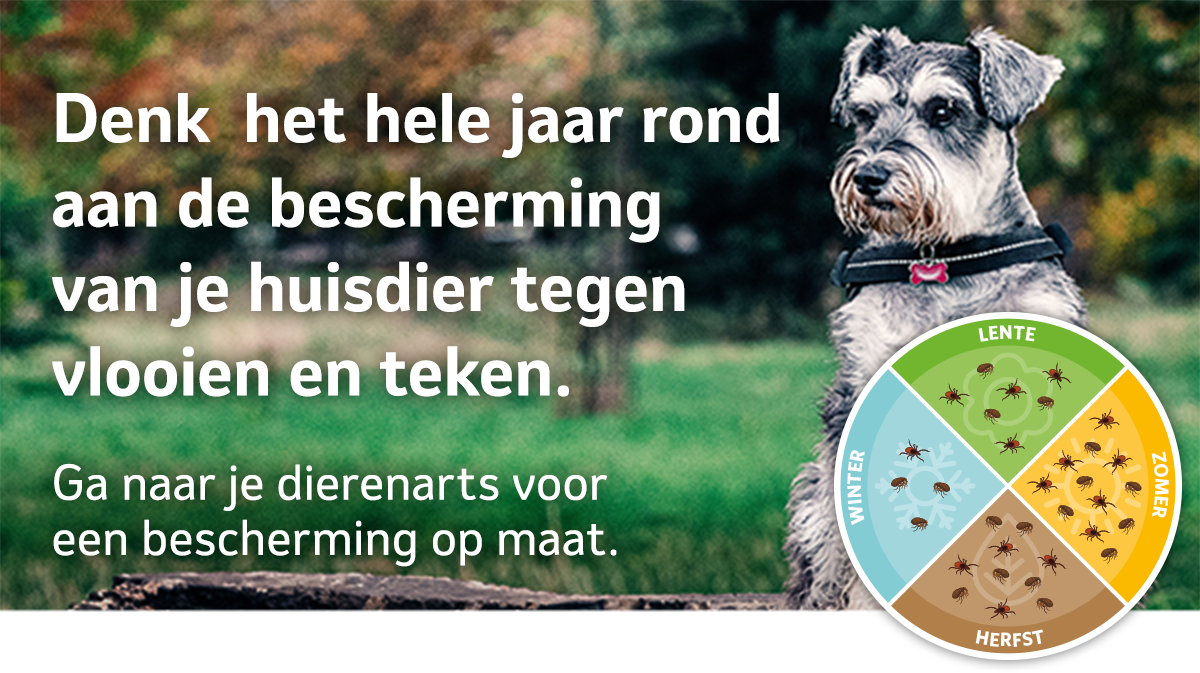 Denk het hele jaar rond
aan de bescherming
van je huisdier tegen
vlooien en teken.
Ga naar je dierenarts voor
een bescherming op maat.
LENTE
WINTER
ZOMER
HERFST